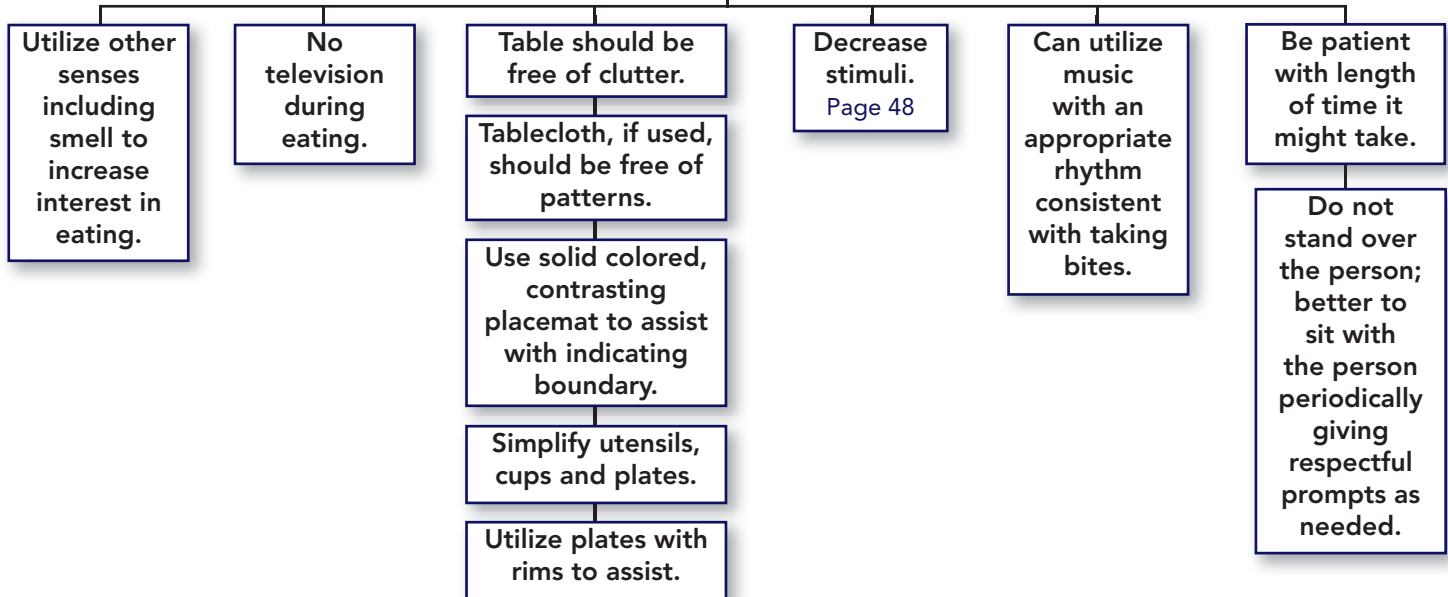 Utilize other
senses
including
smell to
increase
interest in
eating.
No
television
during
eating.
Table should be
free of clutter.
Tablecloth, if used,
should be free of
patterns.
Use solid colored,
contrasting
placemat to assist
with indicating
boundary.
Simplify utensils,
cups and plates.
Utilize plates with
rims to assist.
Decrease
stimuli.
Page 48
Can utilize
music
with an
appropriate
rhythm
consistent
with taking
bites.
Be patient
with length
of time it
might take.
Do not
stand over
the person;
better to
sit with
the person
periodically
giving
respectful
prompts as
needed.